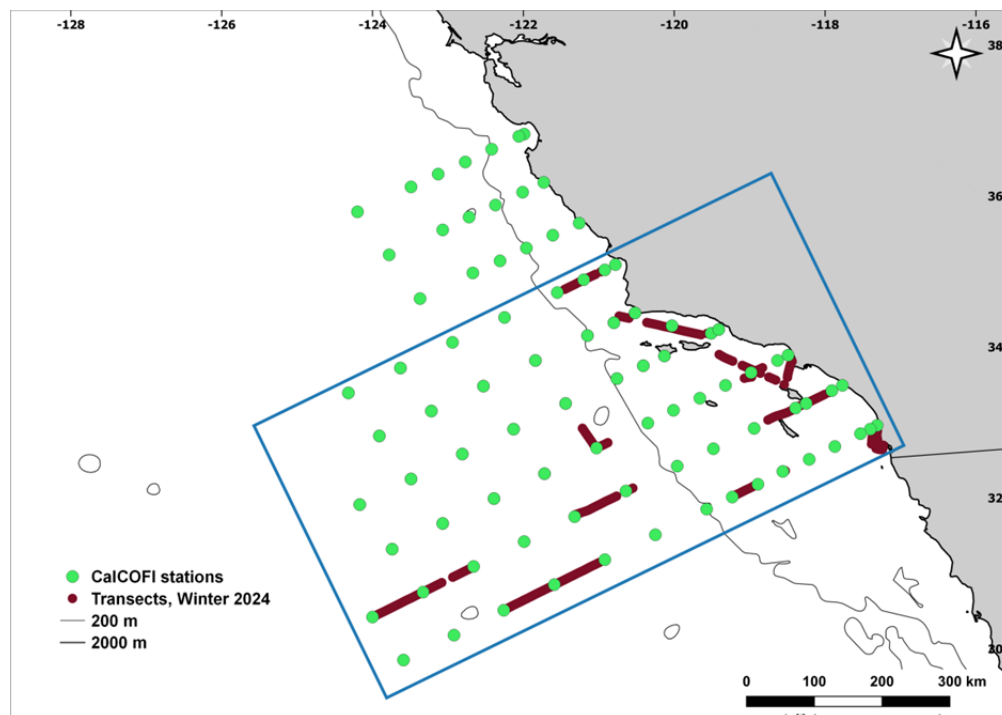 -128 -126 -124 -122 -120 -118 -116
38
36
34
32
CalCOFI stations
Transects, Winter 2024
200 m
2000 m
0 100 200 300 km